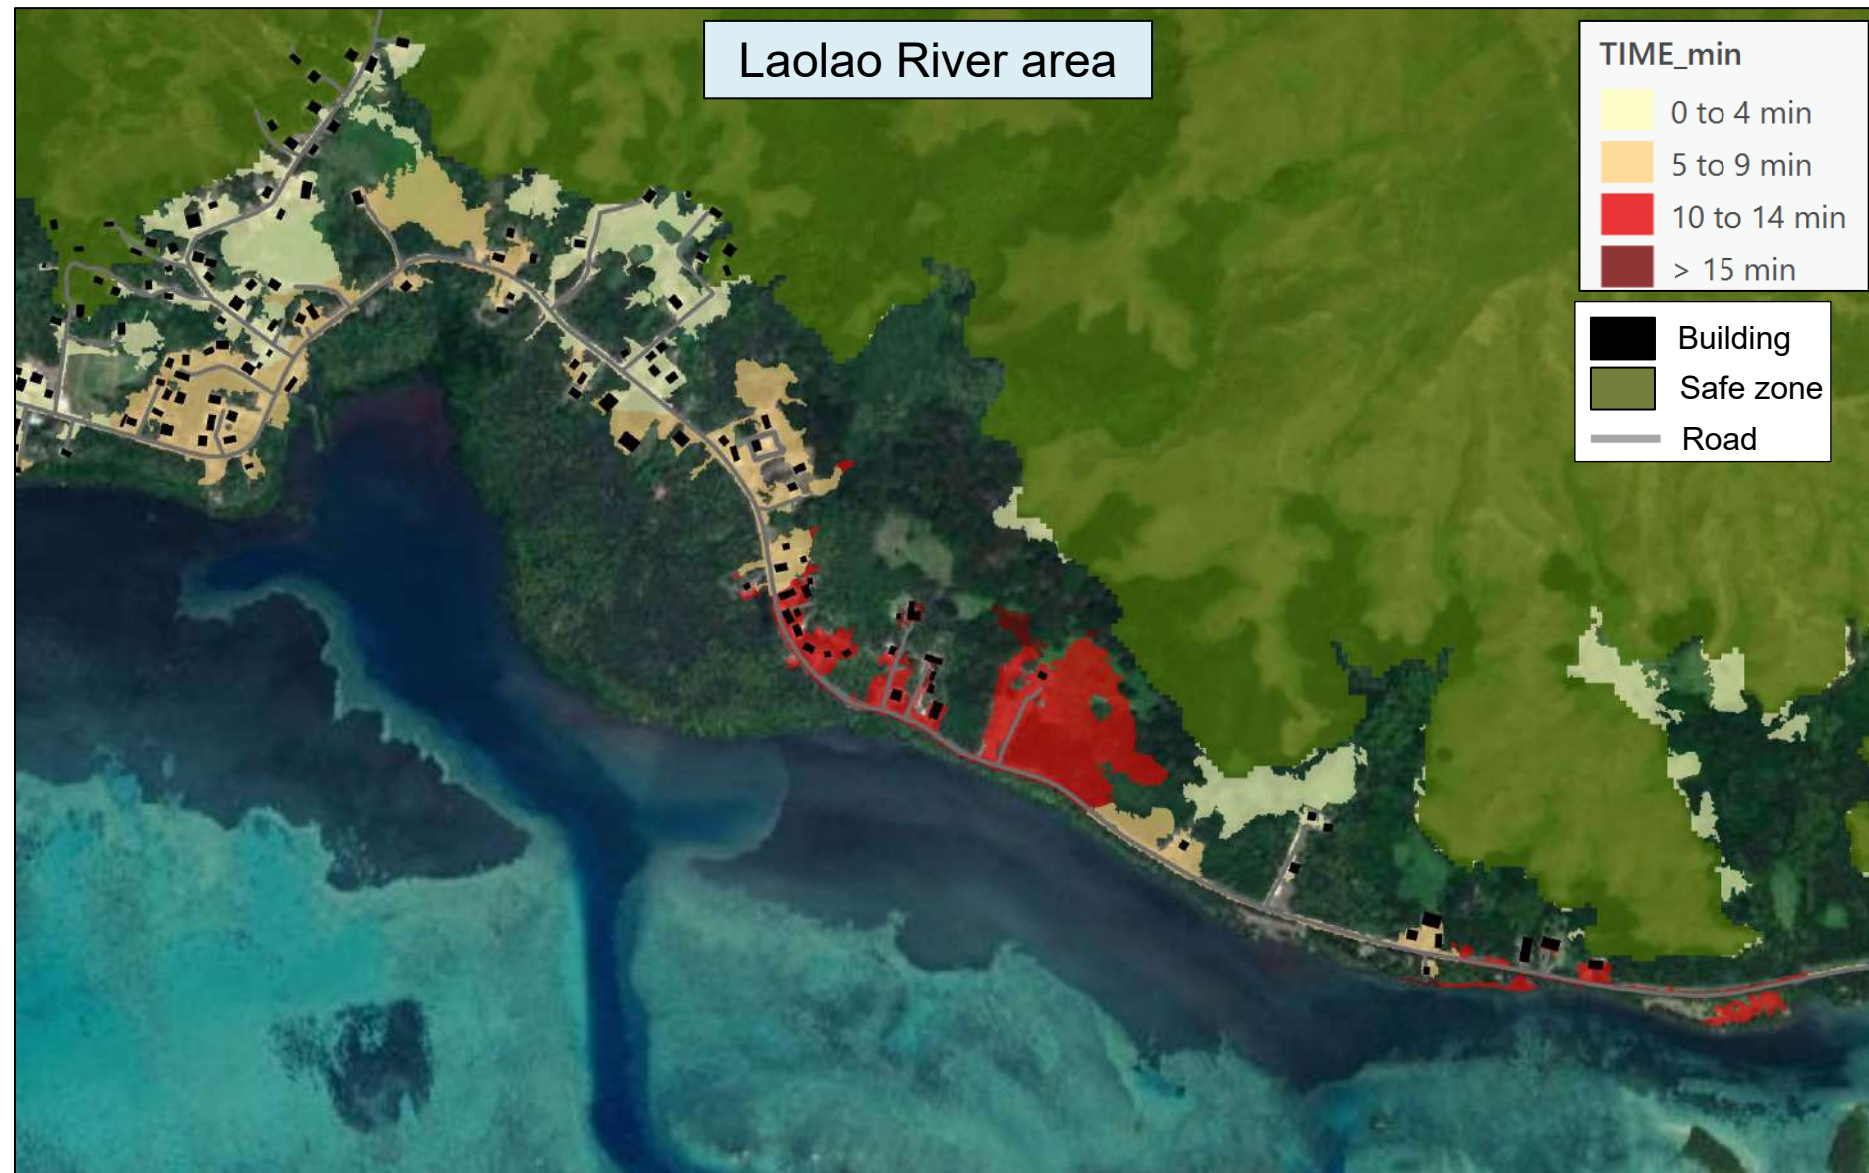 Laolao River area
TIME_min
0 to 4 min
5 to 9 min
10 to 14 min
> 15 min
Building
Safe zone
Road